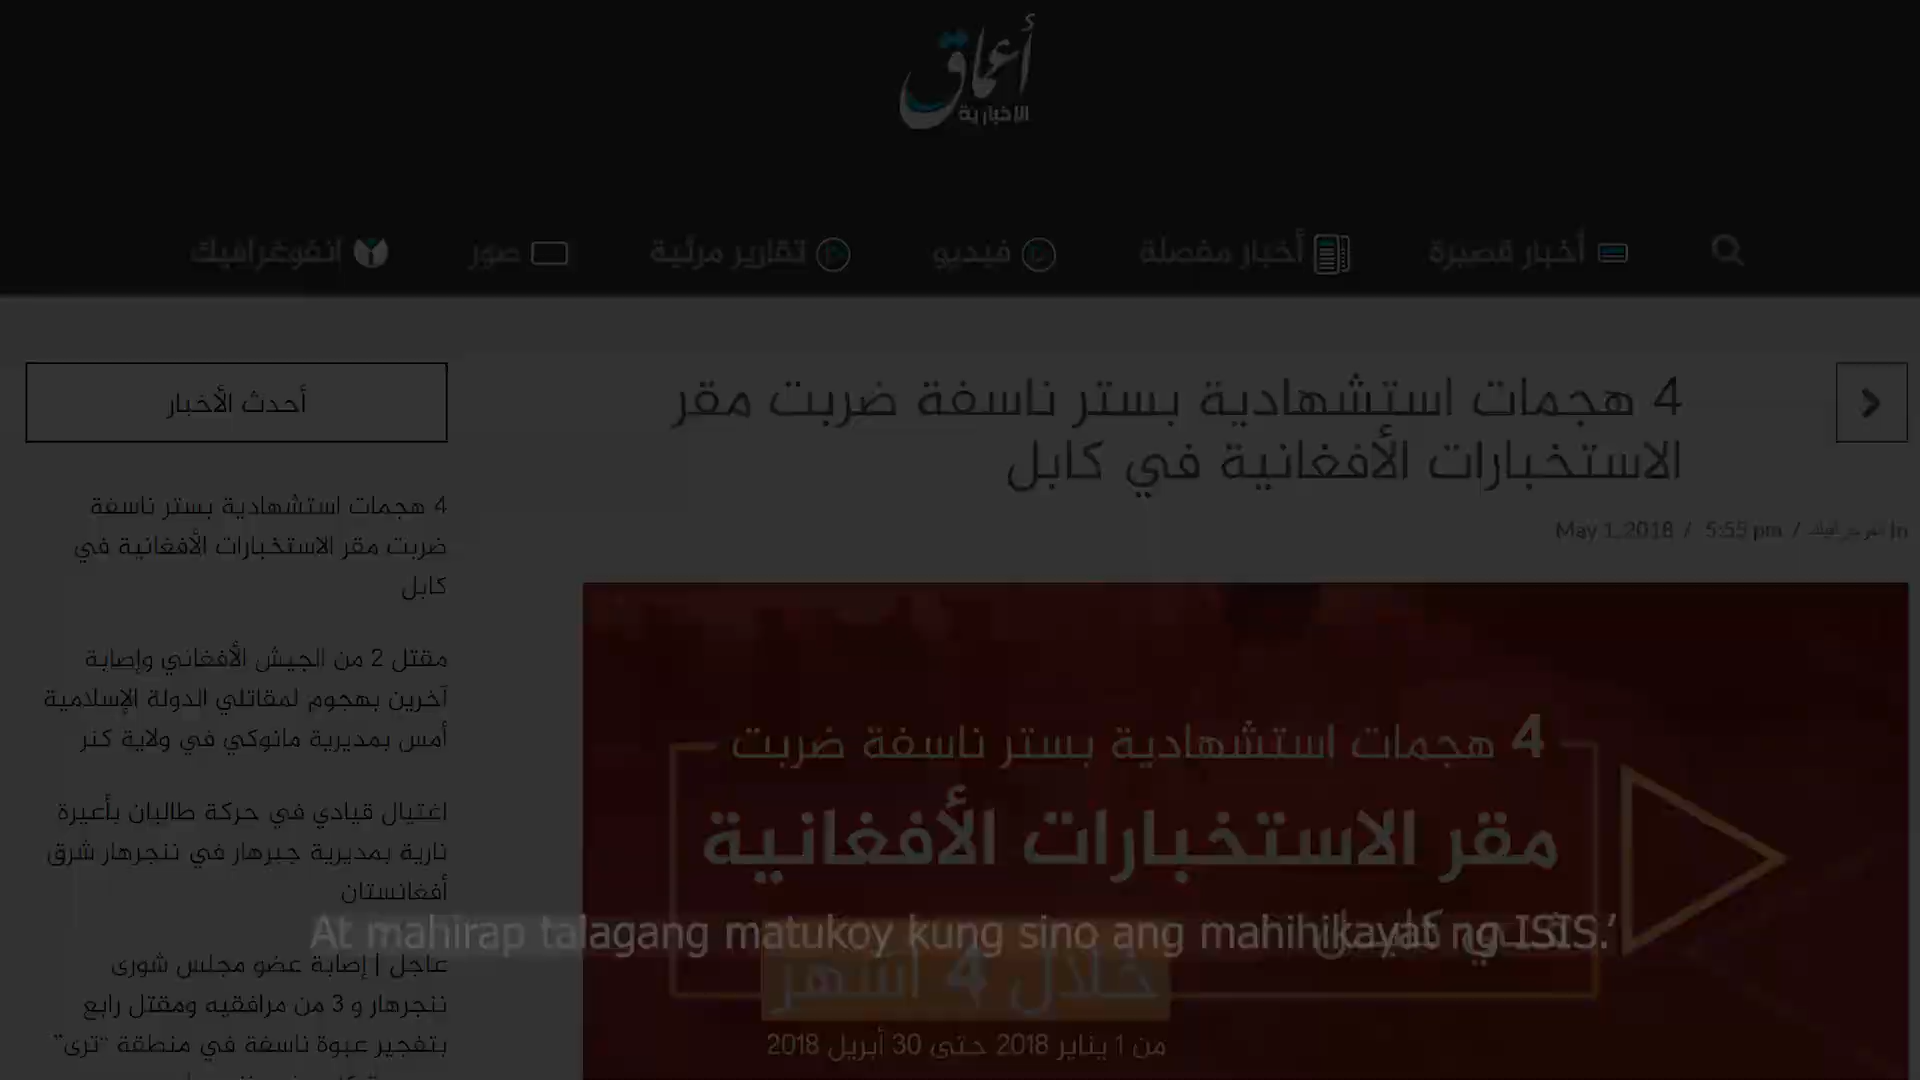 أعماق
الإخبارية
أخبار قصيرة
أخبار مفصلة
فيديو
تقارير مرئية
صور
انفوغرافيك
4 هجمات استشهادية بستر ناسفة ضربت مقر
الاستخبارات الأفغانية في كابل
May 1, 2018 / 5:55 pm / In
أحدث الأخبار
4 هجمات استشهادية بستر ناسفة
ضربت مقر الاستخبارات الأفغانية في
كابل
مقتل 2 من الجيش الأفغاني وإصابة
آخرين بهجوم لمقاتلي الدولة الإسلامية
أمس بمديرية مانوكي في ولاية كنر
اغتيال قيادي في حركة طالبان بأعيرة
نارية بمديرية جبرهار في ننجرهار شرق
أفغانستان
عاجل | إصابة عضو مجلس شورى
ننجرهار و 3 من مرافقيه ومقتل رابع
بتفجير عبوة ناسفة في منطقة "ترى"
4 هجمات استشهادية بستر ناسفة ضربت
مقر الاستخبارات الأفغانية
في كابل
خلال 4 أشهر
من 1 يناير 2018 حتى 30 أبريل 2018
At mahirap talagang matukoy kung sino ang mahihikayat ng ISIS.'